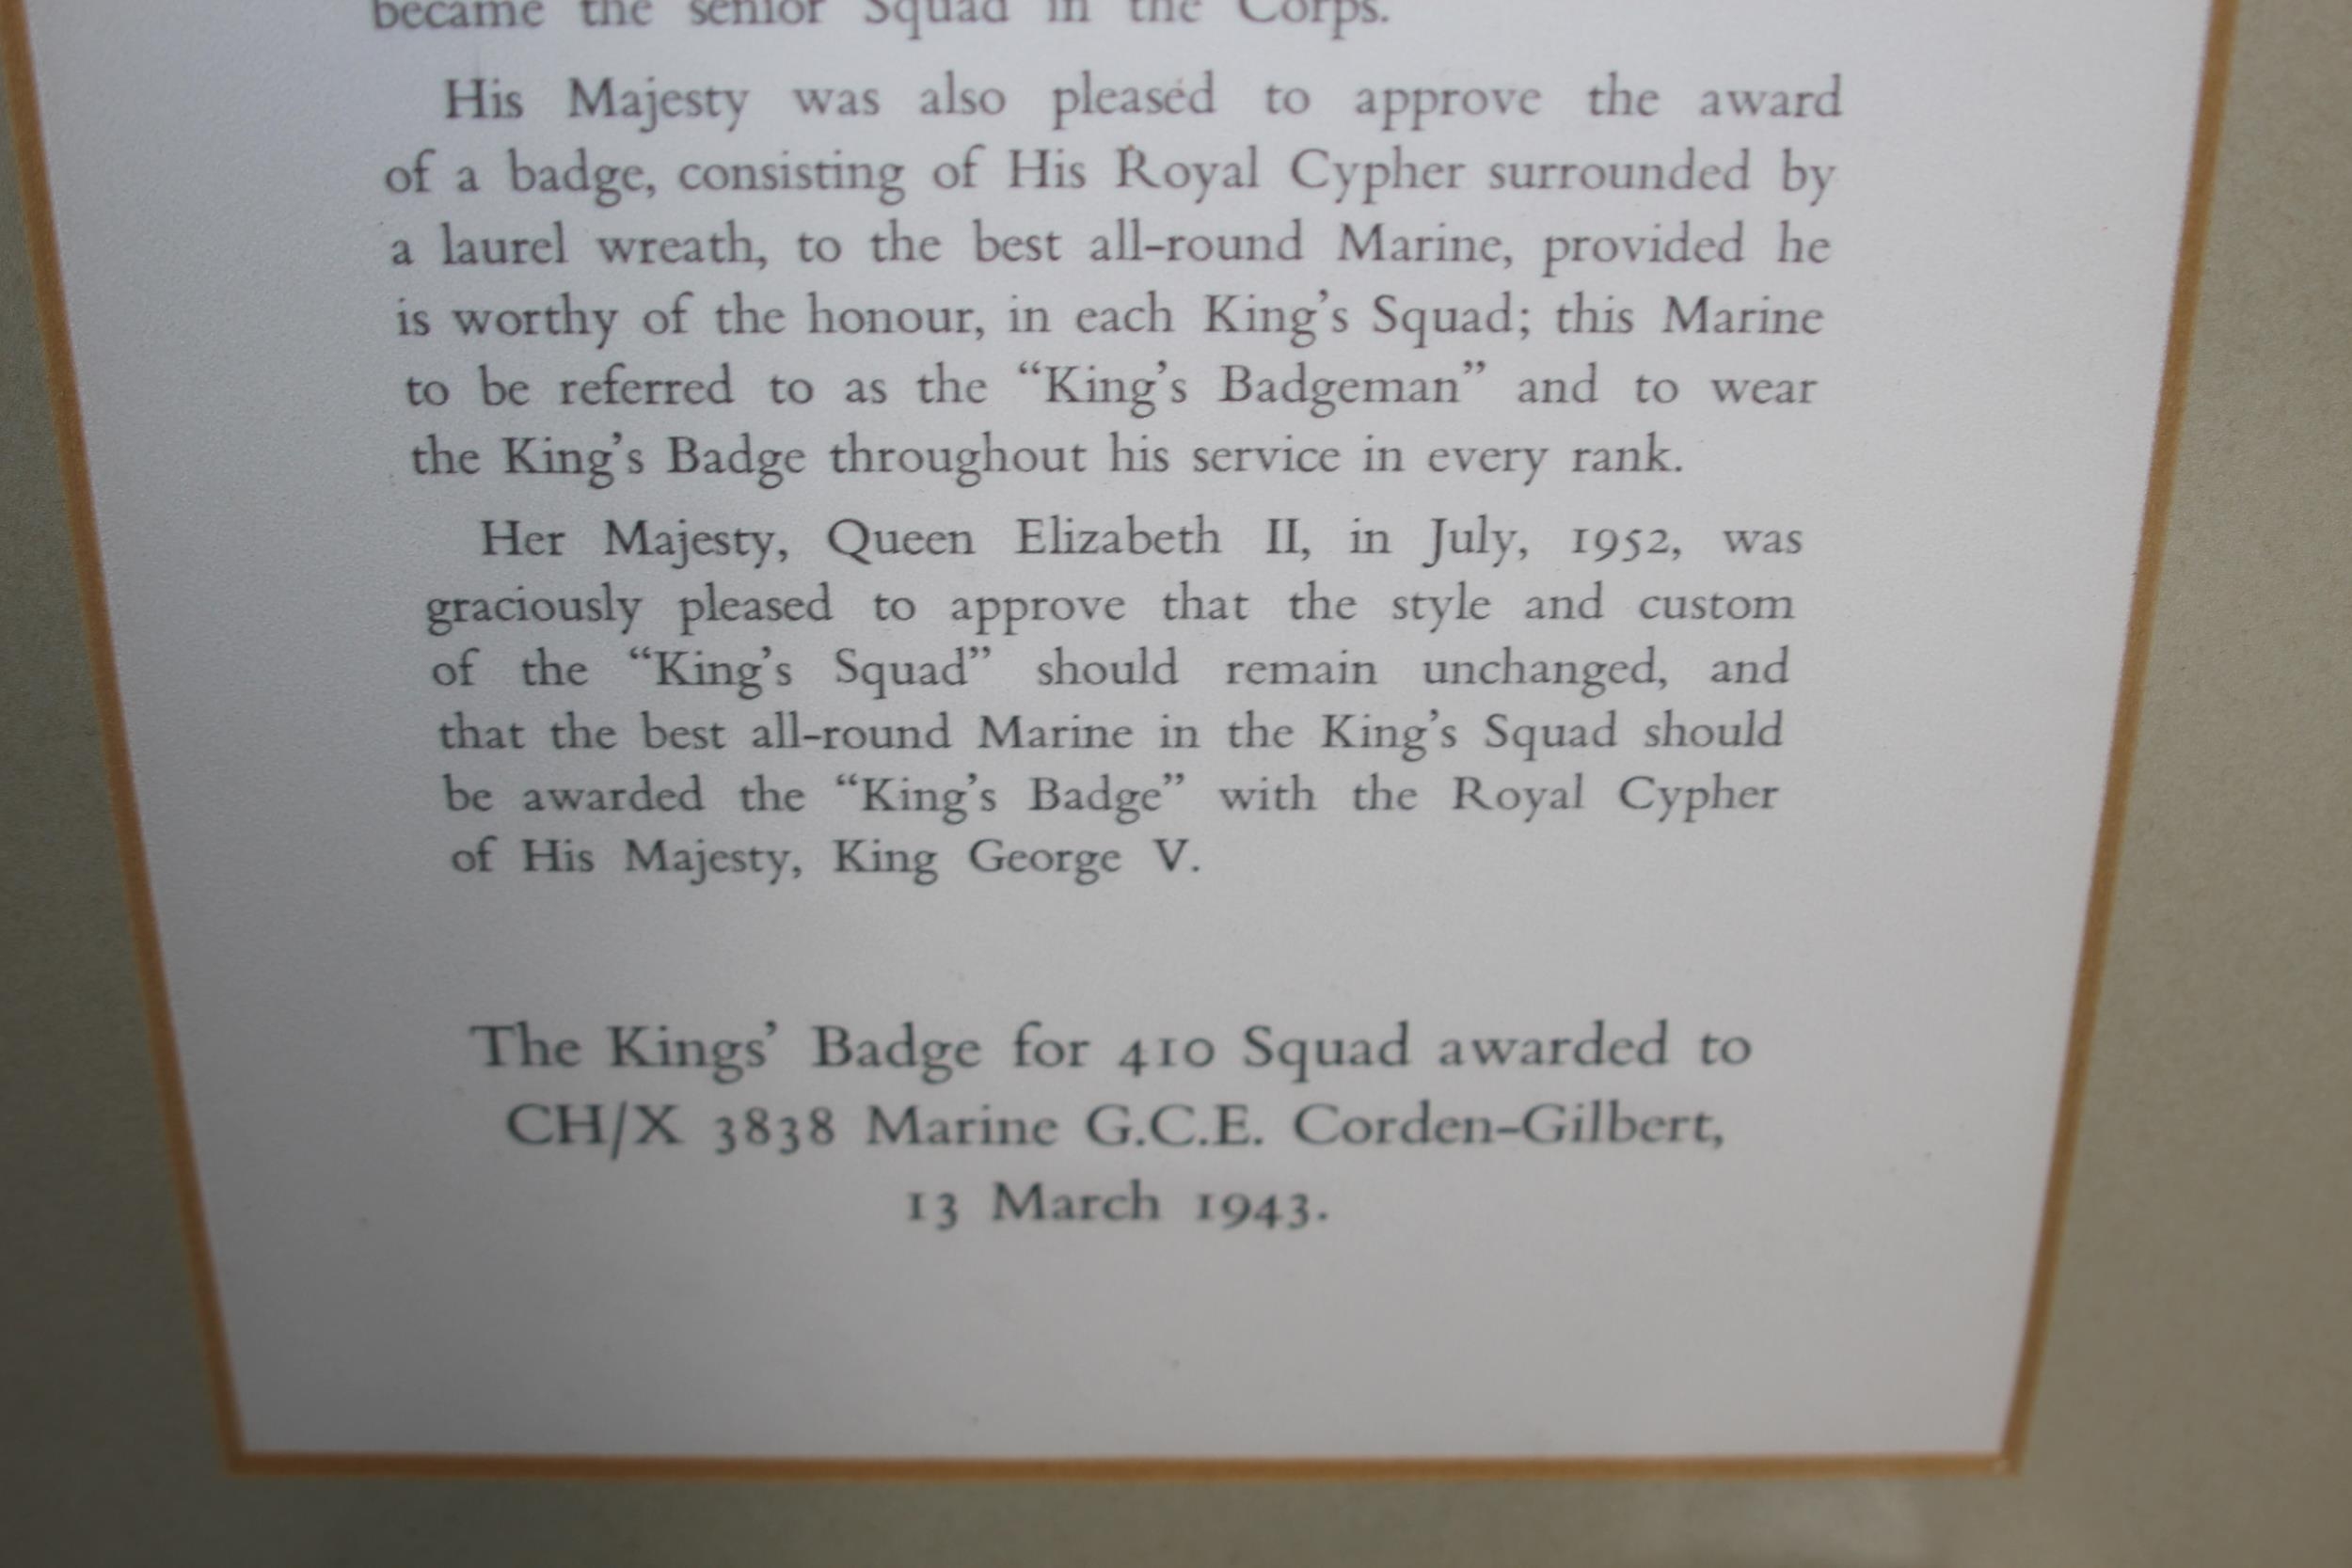 became the senior Squad in the Corps.
His Majesty was also pleased to approve the award
of a badge, consisting of His Royal Cypher surrounded by
a laurel wreath, to the best all-round Marine, provided he
is worthy of the honour, in each King's Squad; this Marine
to be referred to as the “King's Badgeman” and to wear
the King's Badge throughout his service in every rank.
Her Majesty, Queen Elizabeth II, in July, 1952, was
graciously pleased to approve that the style and custom
of the “King's Squad” should remain unchanged, and
that the best all-round Marine in the King's Squad should
be awarded the “King's Badge” with the Royal Cypher
of His Majesty, King George V.
The Kings' Badge for 410 Squad awarded to
CH/X 3838 Marine G.C.E. Corden-Gilbert,
13 March 1943.